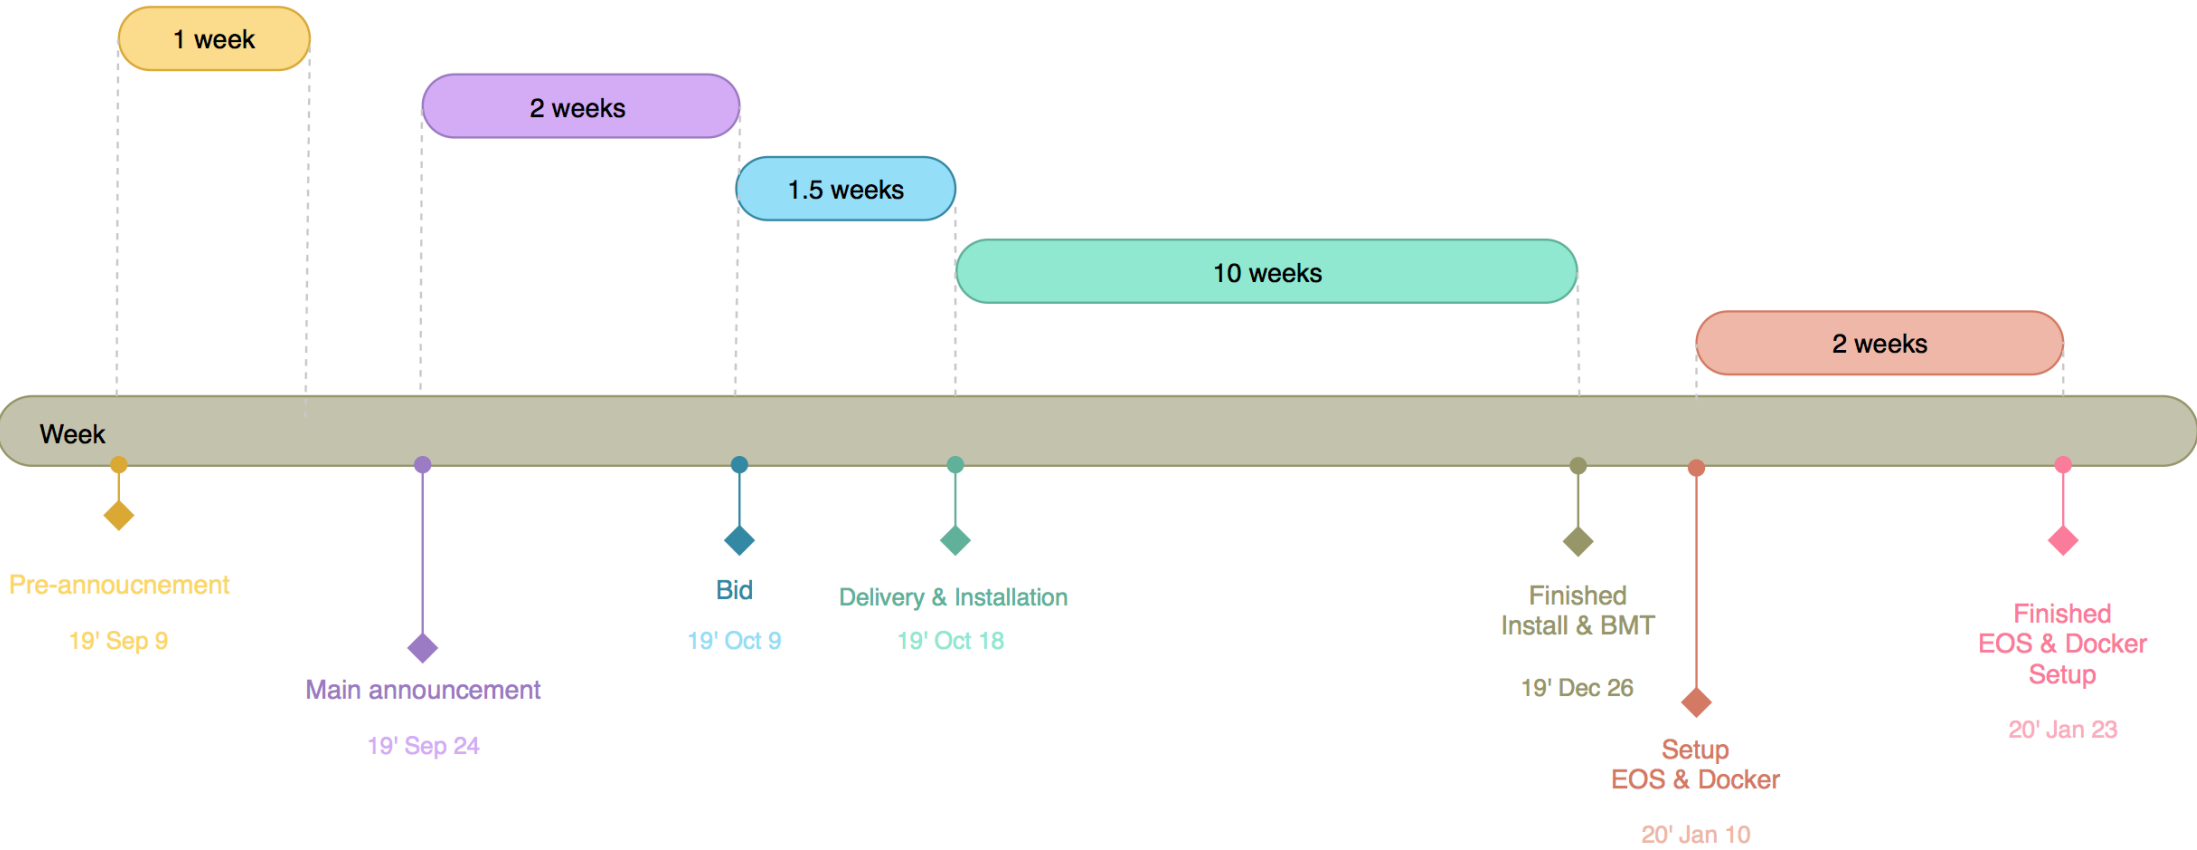 1 week
2 weeks
1.5 weeks
10 weeks
2 weeks
Week
Pre-annoucnement
19' Sep 9
Main announcement
19' Sep 24
Bid
19' Oct 9
Delivery & Installation
19' Oct 18
Finished
Install & BMT
19' Dec 26
Setup
EOS & Docker
20' Jan 10
Finished
EOS & Docker
Setup
20' Jan 23